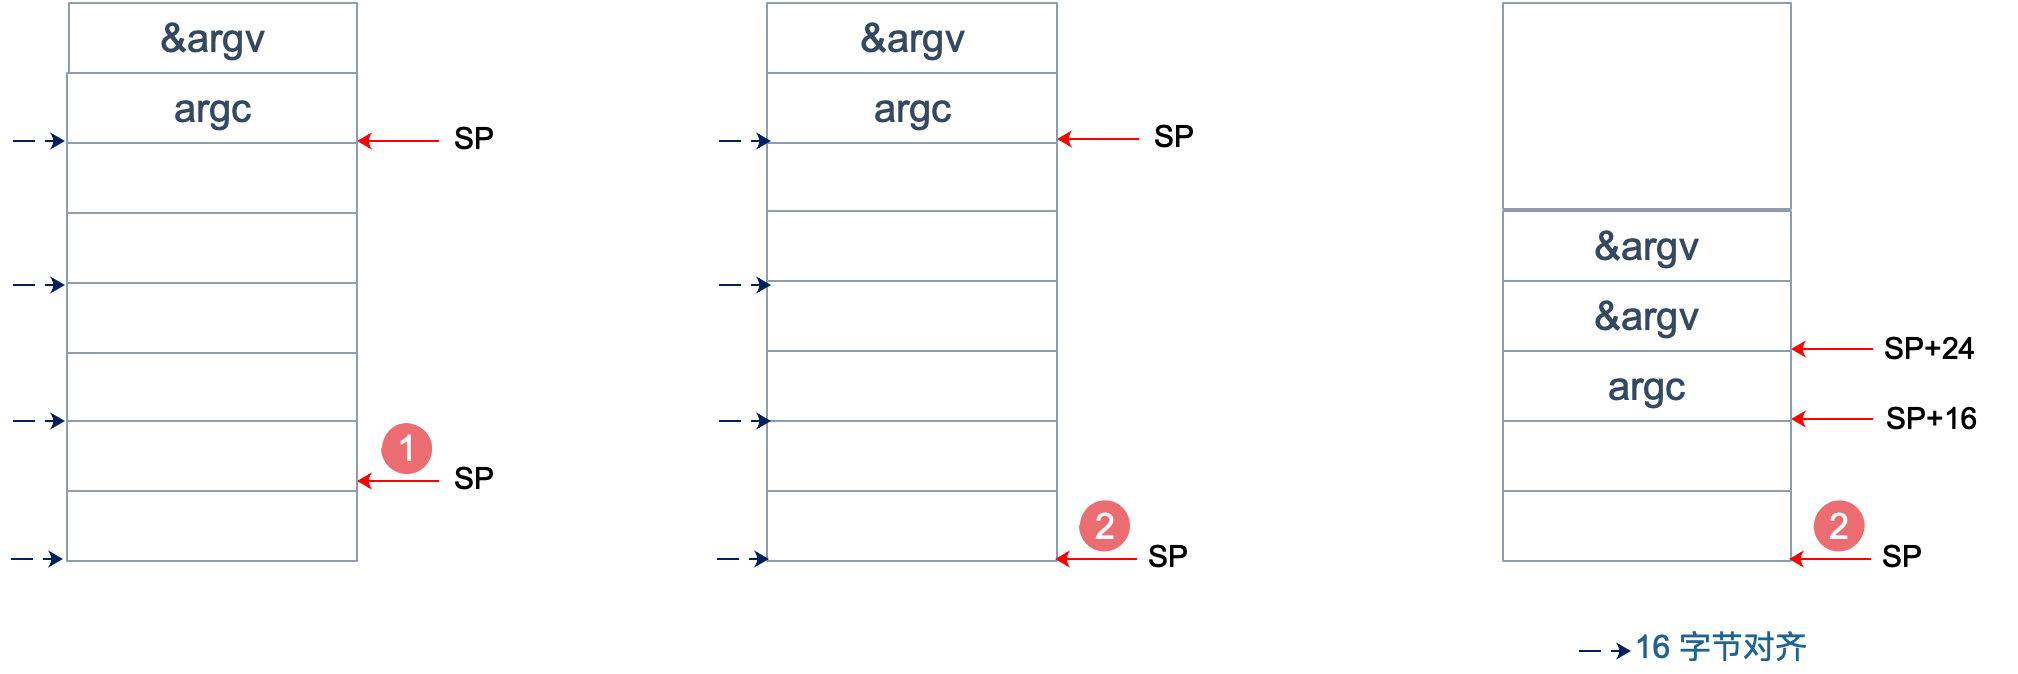 &argv
argc
SP
1
SP
&argv
argc
SP
2
SP
&argv
&argv
SP+24
argc
SP+16
2
SP
16 字节对齐